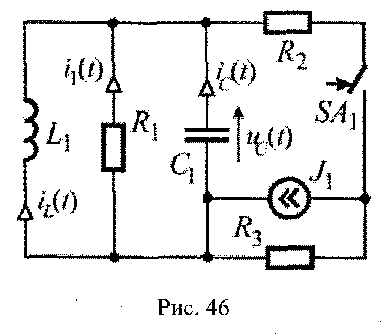 R₂
i₁(t)
i_C(t)
SA₁
L₁
R₁
C₁
u_C(t)
J₁
i_L(t)
R₃
Рис. 46